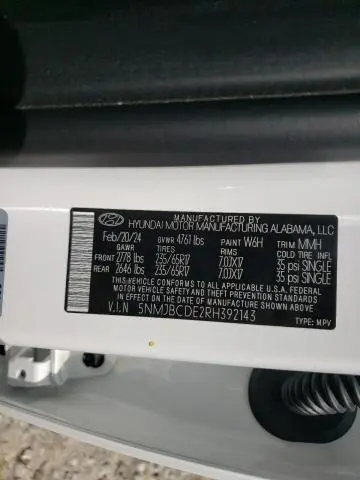 MANUFACTURED BY
HYUNDAI MOTOR MANUFACTURING ALABAMA, LLC
Feb/20/24 GVWR 4761 lbs PAINT W6H TRIM MMH
GAWR TIRES RIMS COLD TIRE INFL
FRONT 2778 lbs 235/65R17 7.0JX17 35 psi SINGLE
REAR 2646 lbs 235/65R17 7.0JX17 35 psi SINGLE
THIS VEHICLE CONFORMS TO ALL APPLICABLE U.S.A. FEDERAL
MOTOR VEHICLE SAFETY BUMPER, AND THEFT PREVENTION
STANDARDS IN EFFECT ON THE DATE OF MANUFACTURE
SHOWN ABOVE.
V.I.N 5NMJBCDE2RH392143 TYPE: MPV